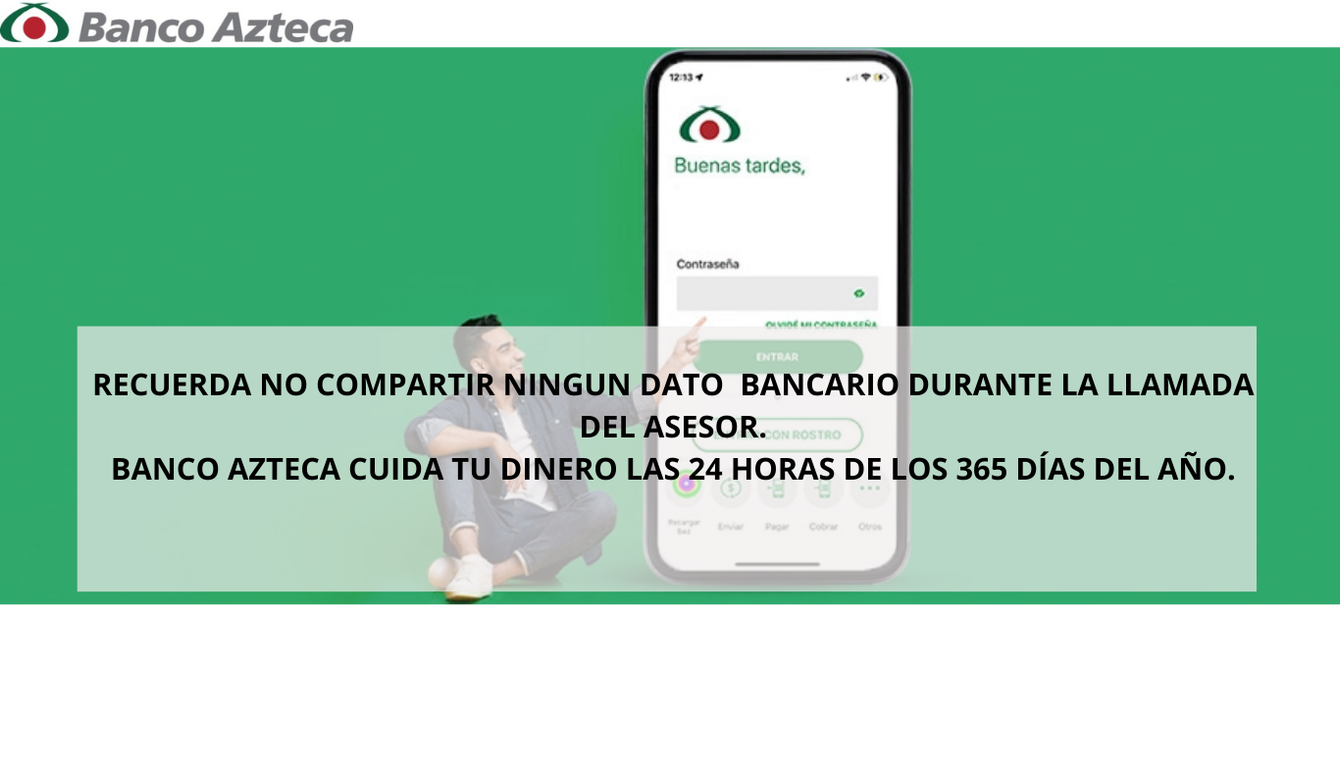 Banco Azteca
12:13
Buenas tardes,
Contraseña
OLVIDÉ MI CONTRASEÑA
ENTRAR
RECUERDA NO COMPARTIR NINGUN DATO  BANCARIO DURANTE LA LLAMADA
DEL ASESOR.
CON ROSTRO
BANCO AZTECA CUIDA TU DINERO LAS 24 HORAS DE LOS 365 DÍAS DEL AÑO.
Recargar
Enviar
Pagar
Cobrar
Otros